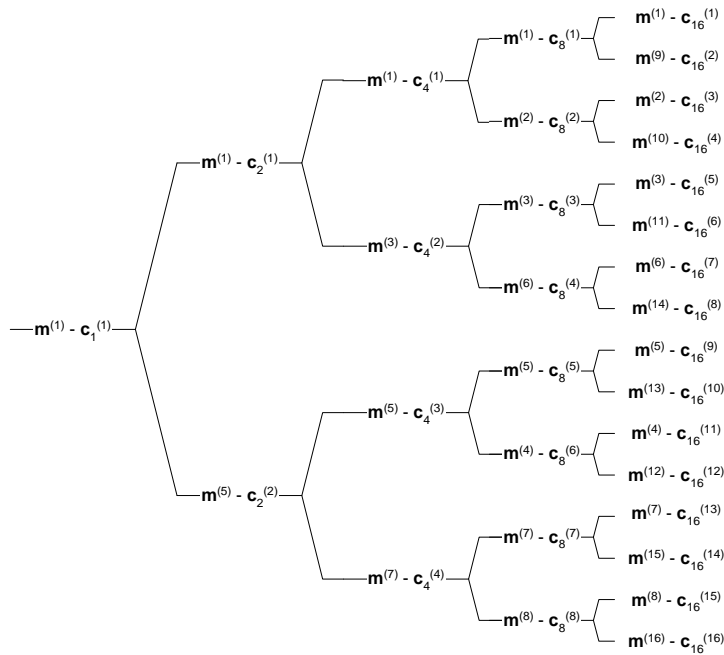 m(1) - c16(1)
m(1) - c8(1)
m(9) - c16(2)
m(1) - c4(1)
m(2) - c16(3)
m(2) - c8(2)
m(10) - c16(4)
m(1) - c2(1)
m(3) - c16(5)
m(3) - c8(3)
m(11) - c16(6)
m(3) - c4(2)
m(6) - c16(7)
m(6) - c8(4)
m(14) - c16(8)
m(1) - c1(1)
m(5) - c16(9)
m(5) - c8(5)
m(13) - c16(10)
m(5) - c4(3)
m(4) - c16(11)
m(4) - c8(6)
m(12) - c16(12)
m(5) - c2(2)
m(7) - c16(13)
m(7) - c8(7)
m(15) - c16(14)
m(7) - c4(4)
m(8) - c16(15)
m(8) - c8(8)
m(16) - c16(16)